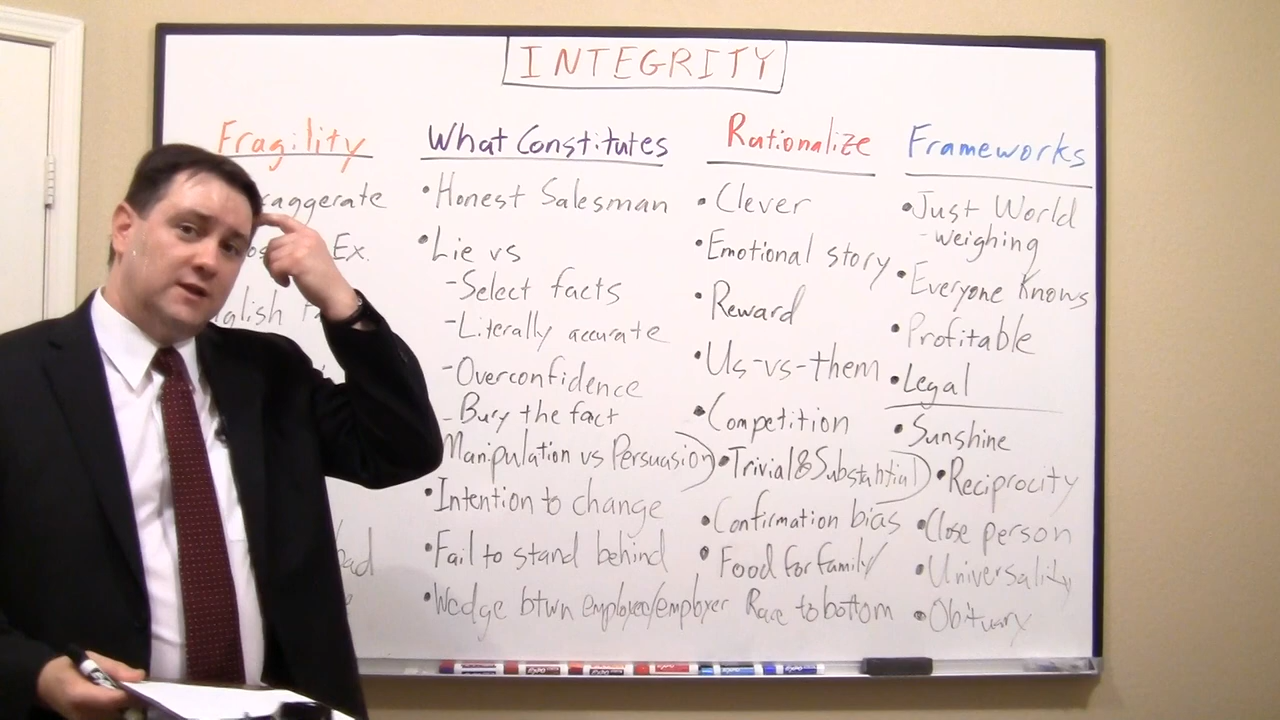 INTEGRITY
Fragility
Ex.
bad
What Constitutes
•Honest Salesman
•Lie vs
-Select facts
-Literally accurate
-Overconfidence
-Bury the fact
Manipulation vs Persuasion)
•Intention to change
•Fail to stand behind
•Wedge btwn employee/employer
Rationalize
•Clever
•Emotional story
•Reward
•Us-vs-them
•Competition
•Trivial&Substantial)
•Confirmation bias
•Food for family
Race to bottom
Frameworks
•Just World
-weighing
•Everyone Knows
•Profitable
•Legal
•Sunshine
•Reciprocity
•Close person
•Universality
•Obituary